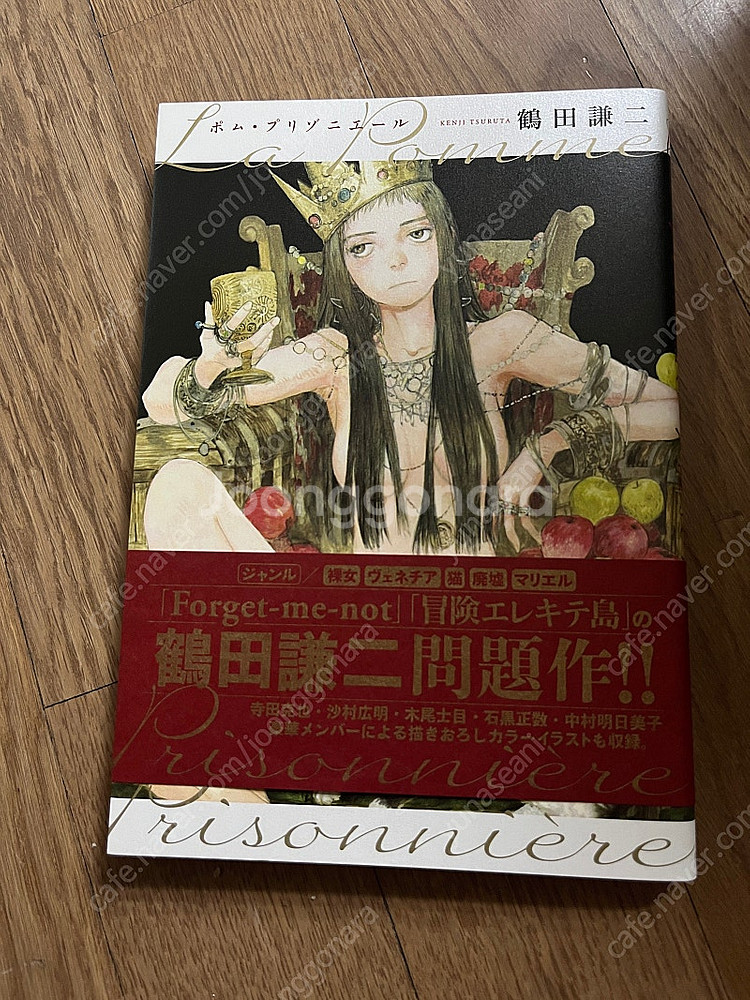 La Pomme
ポム・プリゾニエール
KENJI TSURUTA
鶴田謙二
Joonggonara
ジャンル／裸女 ヴェネチア 猫 廃墟 マリエル
「Forget-me-not」「冒険エレキテ島」の
鶴田謙二問題作!!
寺田克也・沙村広明・木尾士目・石黒正数・中村明日美子
豪華メンバーによる描きおろしカラーイラストも収録。
Prisonnière
Prisonnière
cafe.naver.com/joonggonara